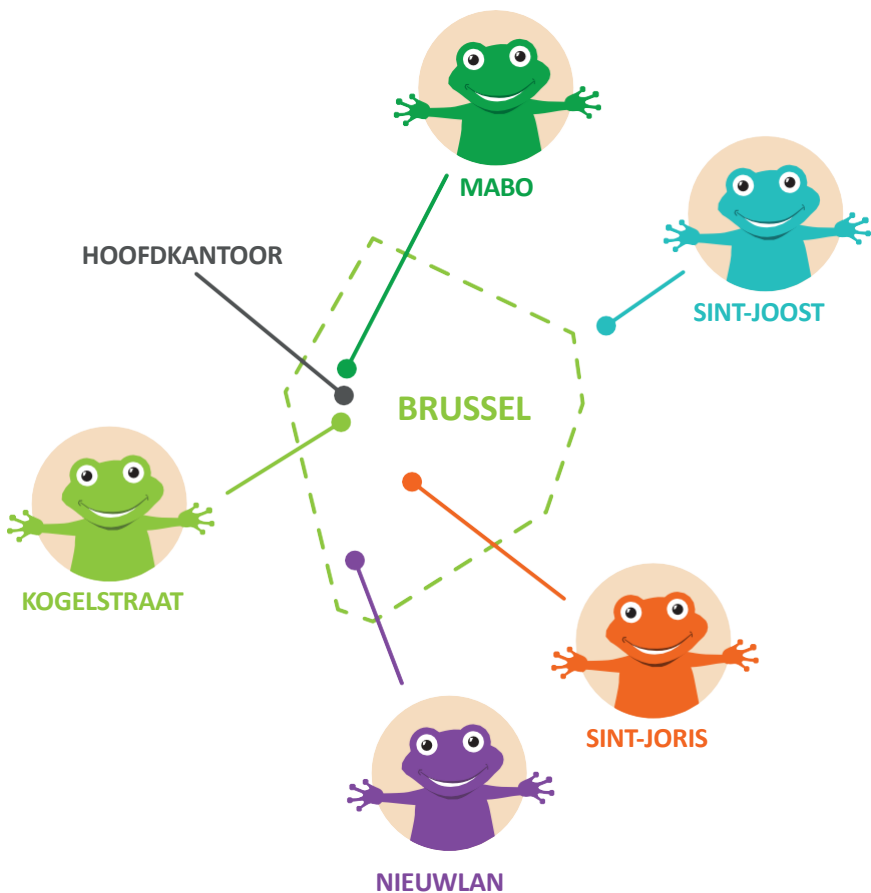 MABO
HOOFDKANTOOR
SINT-JOOST
BRUSSEL
KOGELSTRAAT
SINT-JORIS
NIEUWLAN